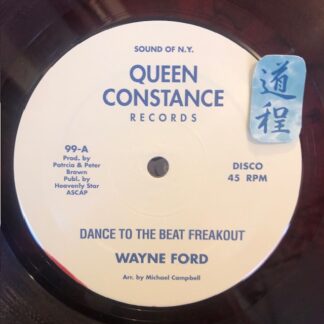 SOUND OF N.Y.
QUEEN
CONSTANCE
RECORDS
99-A
Prod. by
Patrcia & Peter
Brown
Publ. by
Heavenly Star
ASCAP
DISCO
45 RPM
DANCE TO THE BEAT FREAKOUT
WAYNE FORD
Arr. by Michael Campbell
道
程